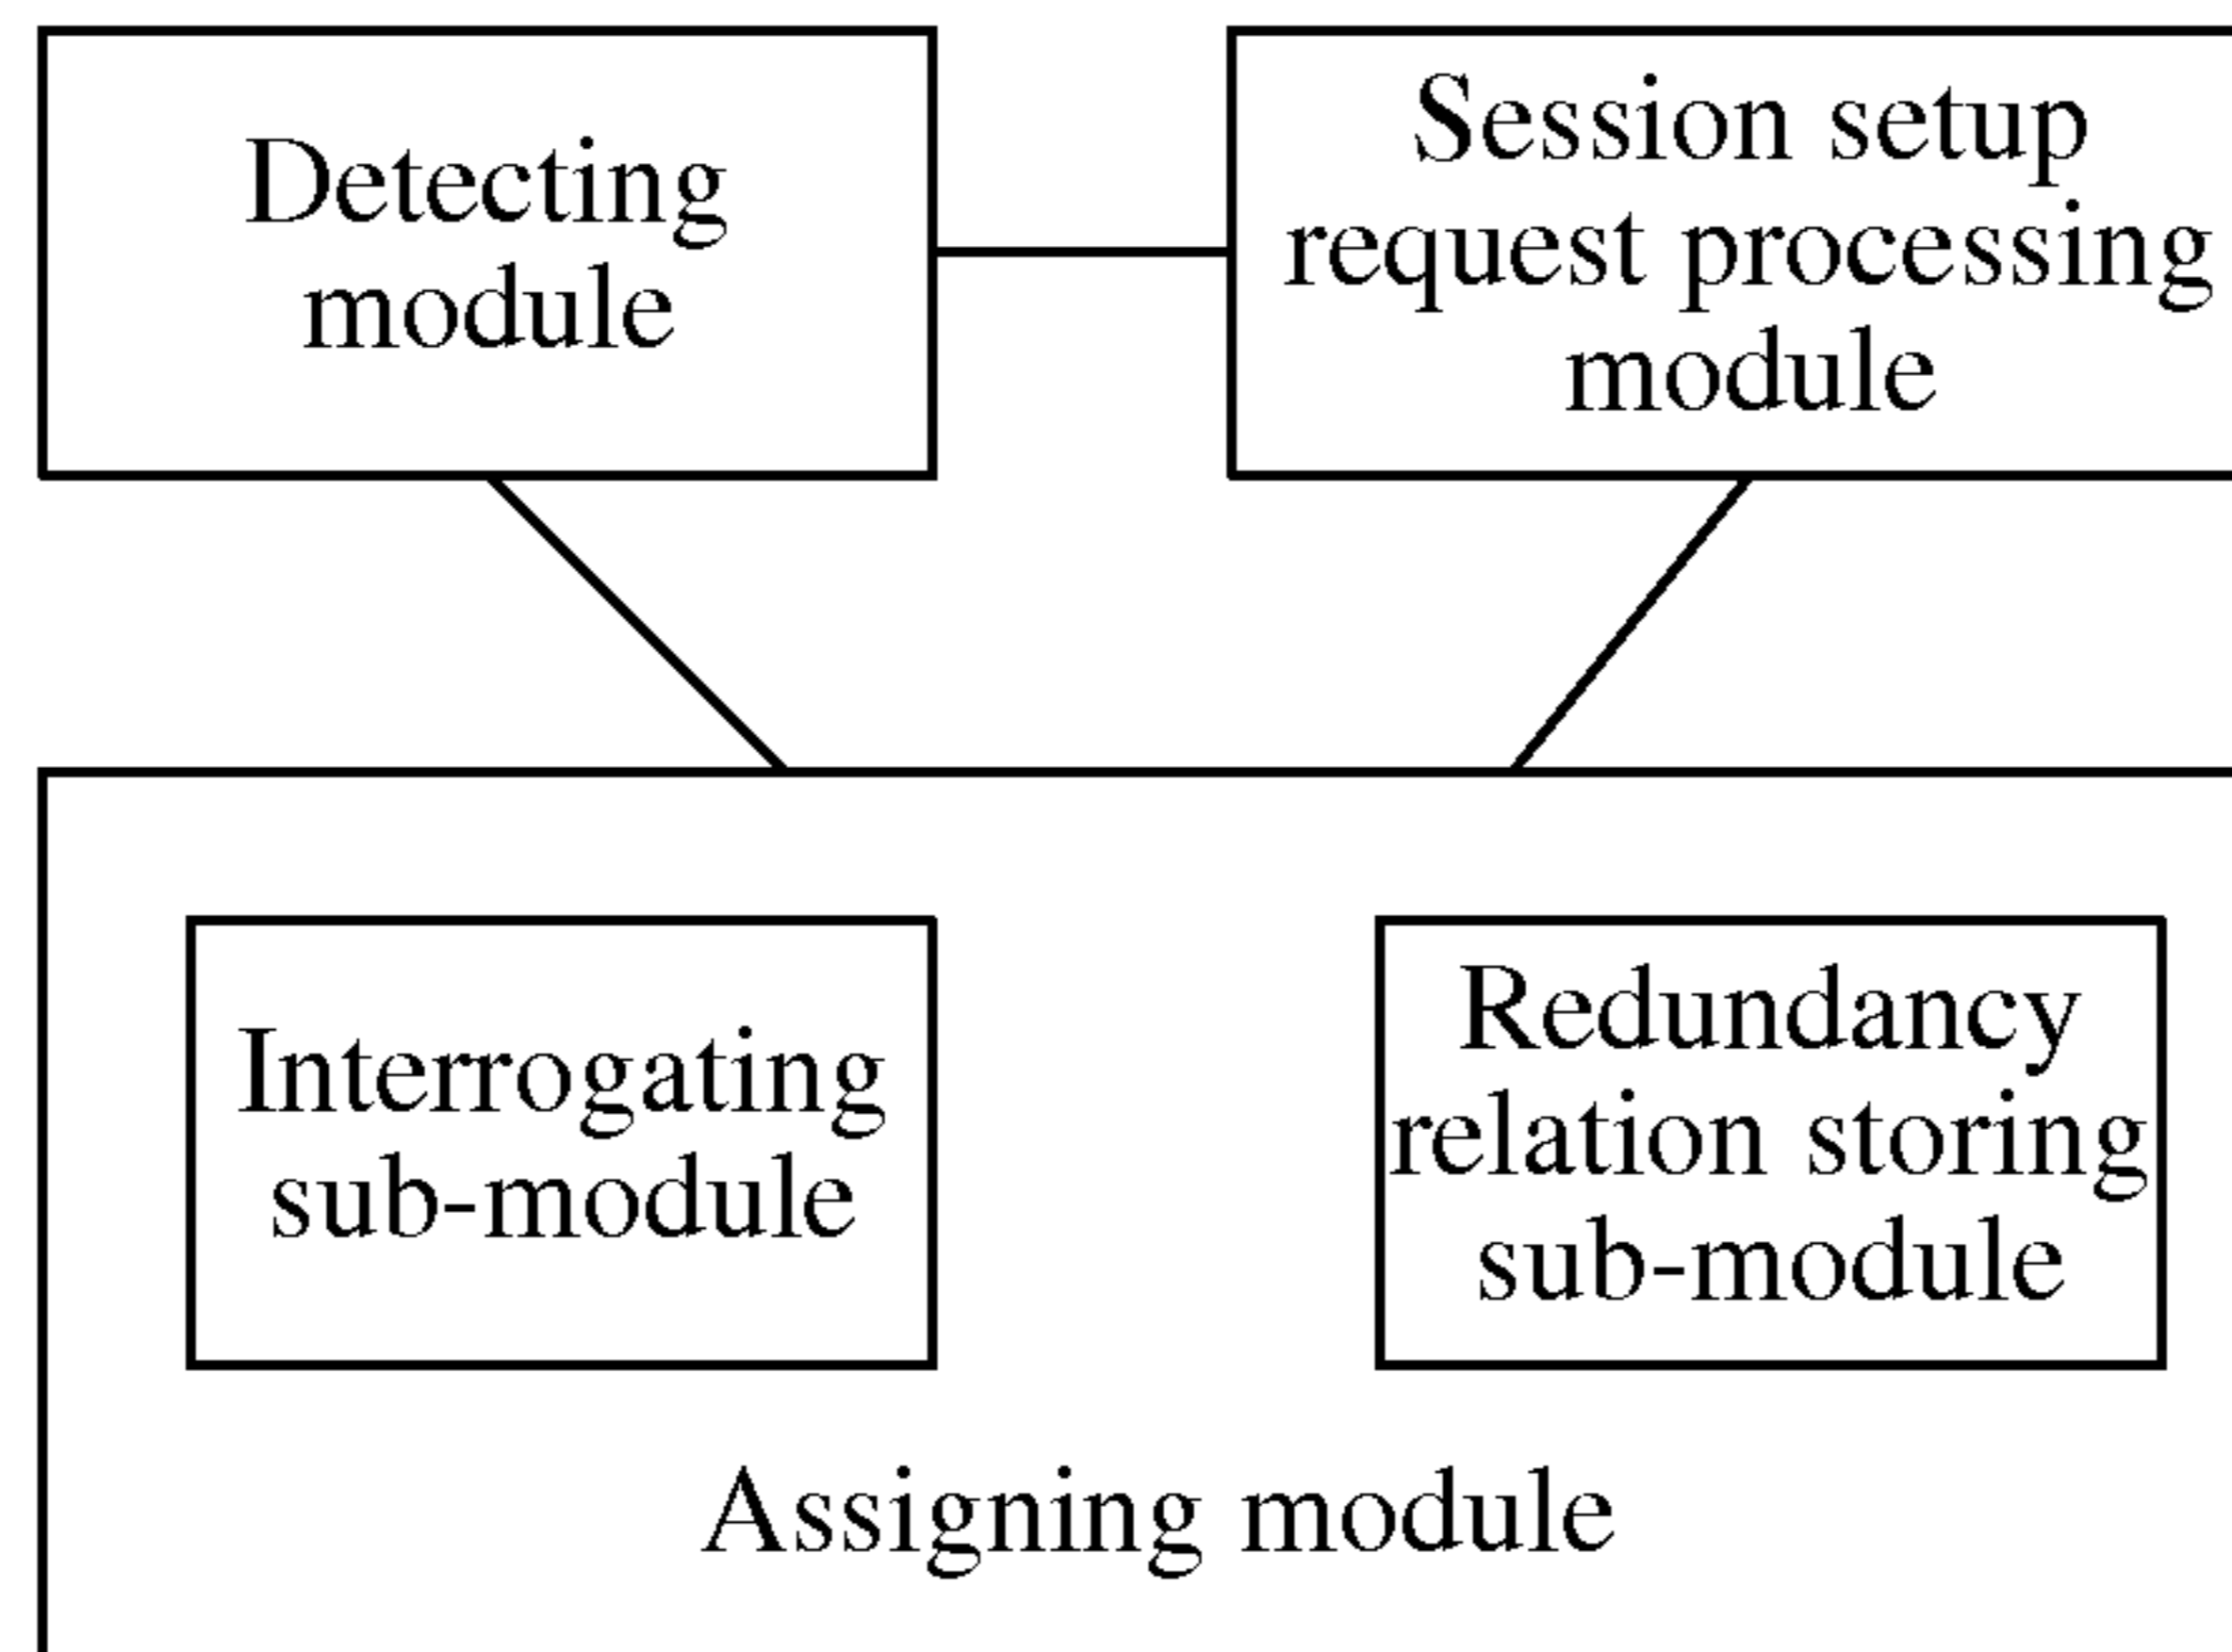 Detecting
module
Session setup
request processing
module
Interrogating
sub-module
Redundancy
relation storing
sub-module
Assigning module